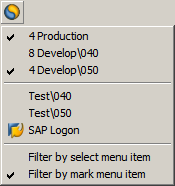 4 Production
8 Develop\040
4 Develop\050
Test\040
Test\050
SAP Logon
Filter by select menu item
Filter by mark menu item